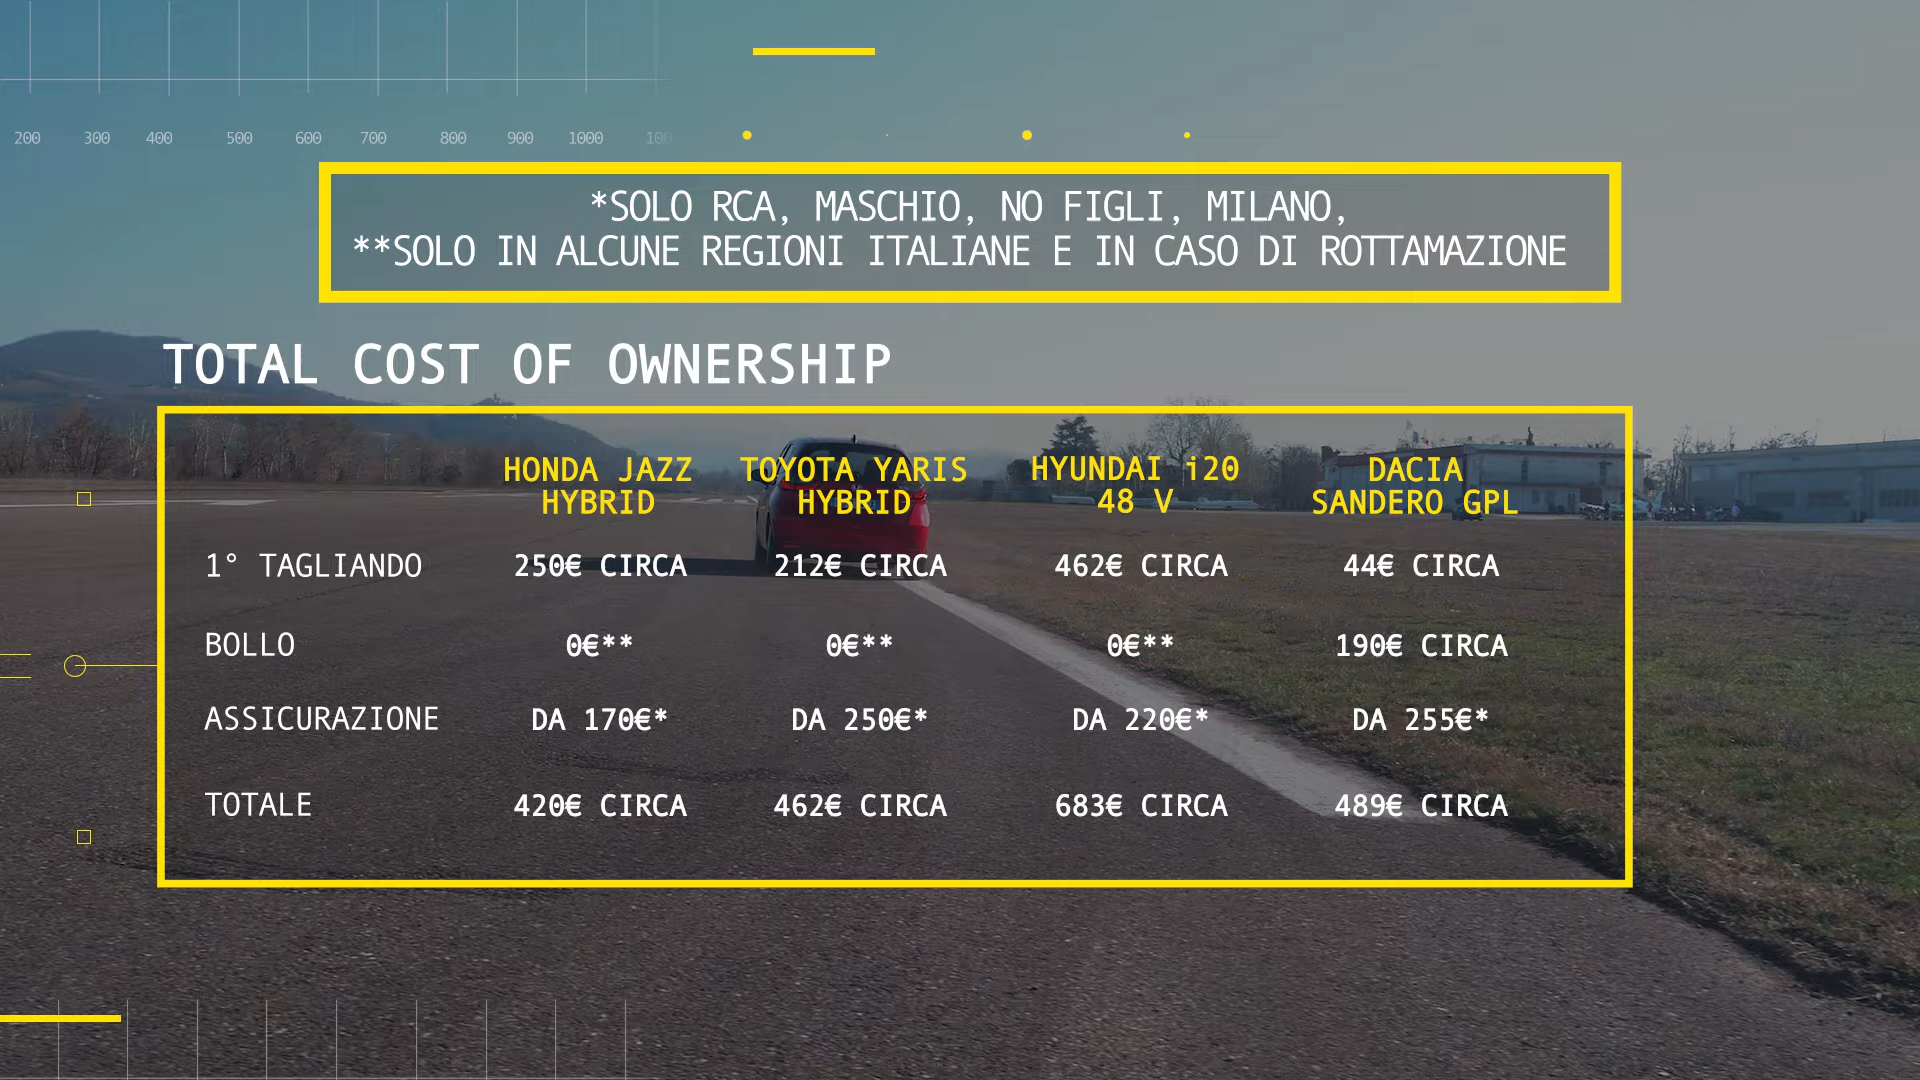 200 300 400 500 600 700 800 900 1000 100
*SOLO RCA, MASCHIO, NO FIGLI, MILANO,
**SOLO IN ALCUNE REGIONI ITALIANE E IN CASO DI ROTTAMAZIONE
TOTAL COST OF OWNERSHIP
HONDA JAZZ HYBRID TOYOTA YARIS HYBRID HYUNDAI i20 48 V DACIA SANDERO GPL
1° TAGLIANDO 250€ CIRCA 212€ CIRCA 462€ CIRCA 44€ CIRCA
BOLLO 0€** 0€** 0€** 190€ CIRCA
ASSICURAZIONE DA 170€* DA 250€* DA 220€* DA 255€*
TOTALE 420€ CIRCA 462€ CIRCA 683€ CIRCA 489€ CIRCA